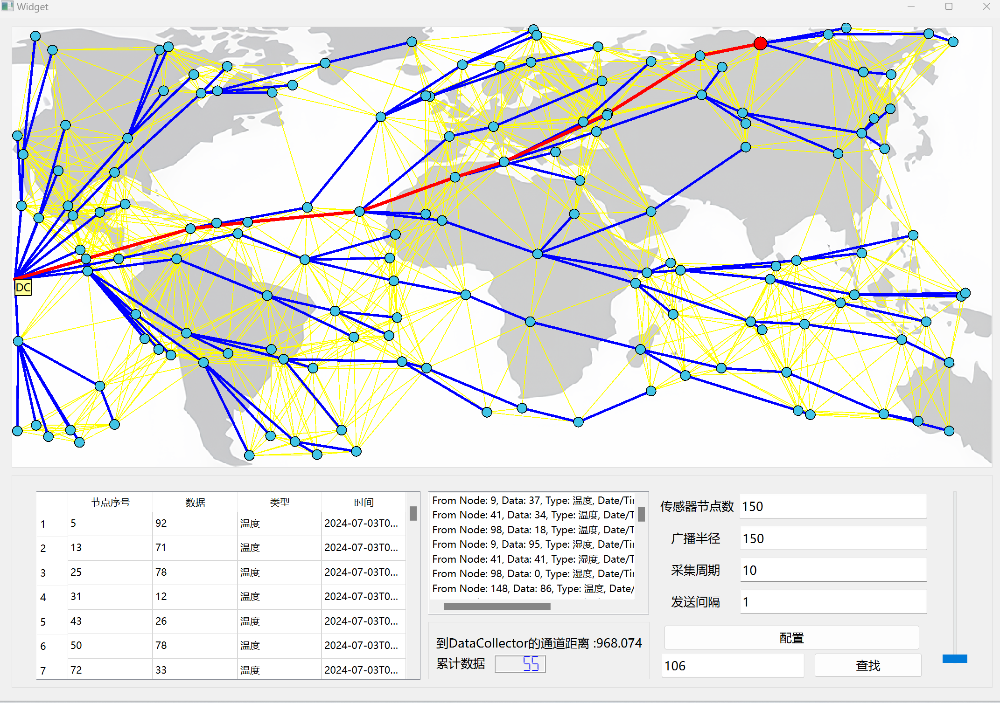 Widget
DC
节点序号 数据 类型 时间
1 5 92 温度 2024-07-03T0...
2 13 71 温度 2024-07-03T0...
3 25 78 温度 2024-07-03T0...
4 31 12 温度 2024-07-03T0...
5 43 26 温度 2024-07-03T0...
6 50 78 温度 2024-07-03T0...
7 72 33 温度 2024-07-03T0...
From Node: 9, Data: 37, Type: 温度, Date/Tir
From Node: 41, Data: 34, Type: 温度, Date/T
From Node: 98, Data: 18, Type: 温度, Date/T
From Node: 9, Data: 95, Type: 湿度, Date/Tir
From Node: 41, Data: 41, Type: 湿度, Date/T
From Node: 98, Data: 0, Type: 湿度, Date/Tir
From Node: 148, Data: 86, Type: 温度, Date/
到DataCollector的通道距离 :968.074
累计数据 55
传感器节点数 150
广播半径 150
采集周期 10
发送间隔 1
配置
106 查找